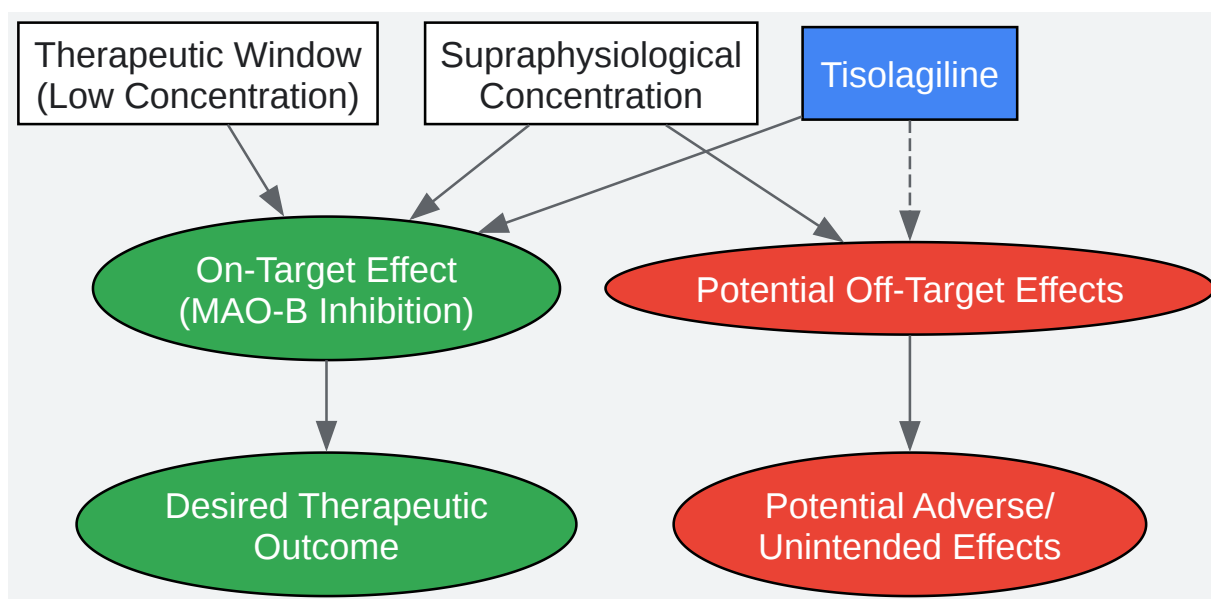 Therapeutic Window
(Low Concentration)
Supraphysiological
Concentration
Tisolagiline
On-Target Effect
(MAO-B Inhibition)
Potential Off-Target Effects
Desired Therapeutic
Outcome
Potential Adverse/
Unintended Effects